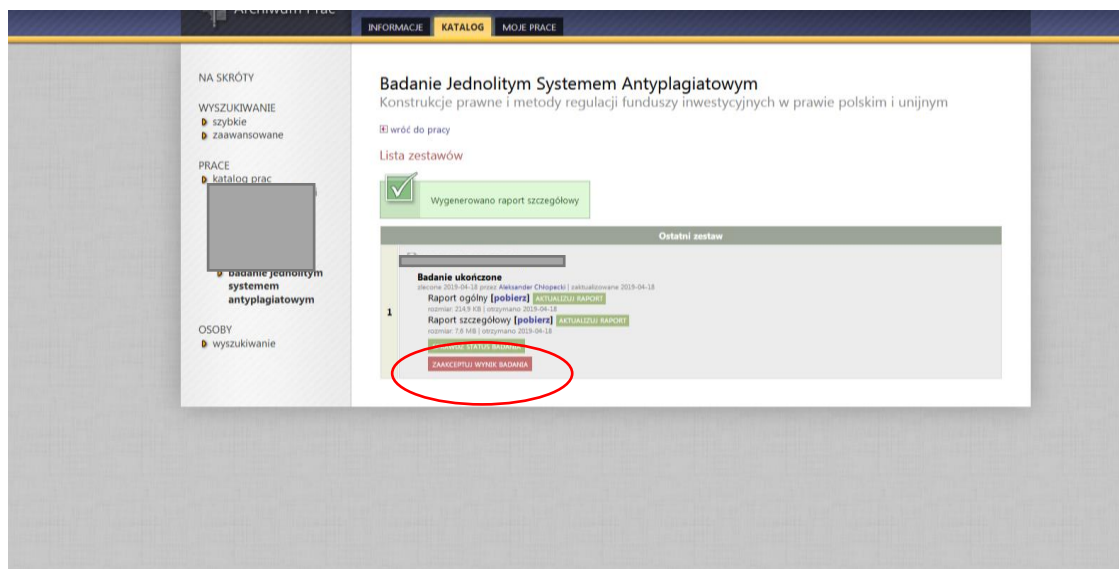 Archiwum Prac
INFORMACJE KATALOG MOJE PRACE
NA SKRÓTY
WYSZUKIWANIE
szybkie
zaawansowane
PRACE
katalog prac
badanie jednolitym
systemem
antyplagiatowym
OSOBY
wyszukiwanie
Badanie Jednolitym Systemem Antyplagiatowym
Konstrukcje prawne i metody regulacji funduszy inwestycyjnych w prawie polskim i unijnym
wróć do pracy
Lista zestawów
Wygenerowano raport szczegółowy
Ostatni zestaw
1
Badanie ukończone
zlecone 2019-04-18 przez Aleksander Chłopecki | zaktualizowane 2019-04-18
Raport ogólny [pobierz] AKTUALIZUJ RAPORT
rozmiar: 214,9 KB | otrzymano 2019-04-18
Raport szczegółowy [pobierz] AKTUALIZUJ RAPORT
rozmiar: 7,6 MB | otrzymano 2019-04-18
STATUS BADANIA
ZAAKCEPTUJ WYNIK BADANIA